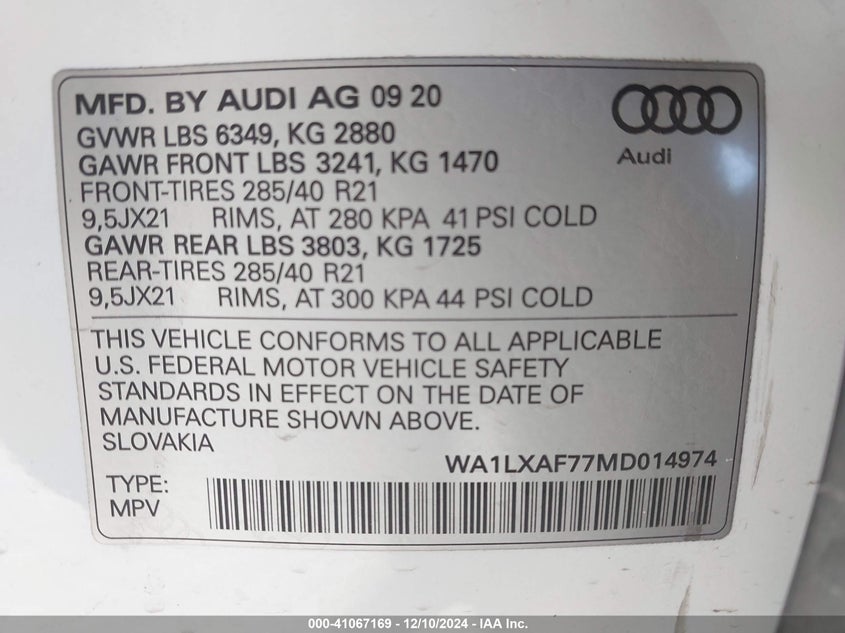 MFD. BY AUDI AG 09 20
GVWR LBS 6349, KG 2880
GAWR FRONT LBS 3241, KG 1470
FRONT-TIRES 285/40 R21
9,5JX21 RIMS, AT 280 KPA 41 PSI COLD
GAWR REAR LBS 3803, KG 1725
REAR-TIRES 285/40 R21
9,5JX21 RIMS, AT 300 KPA 44 PSI COLD
Audi
THIS VEHICLE CONFORMS TO ALL APPLICABLE
U.S. FEDERAL MOTOR VEHICLE SAFETY
STANDARDS IN EFFECT ON THE DATE OF
MANUFACTURE SHOWN ABOVE.
SLOVAKIA
WA1LXAF77MD014974
TYPE:
MPV
000-41067169 - 12/10/2024 - IAA Inc.